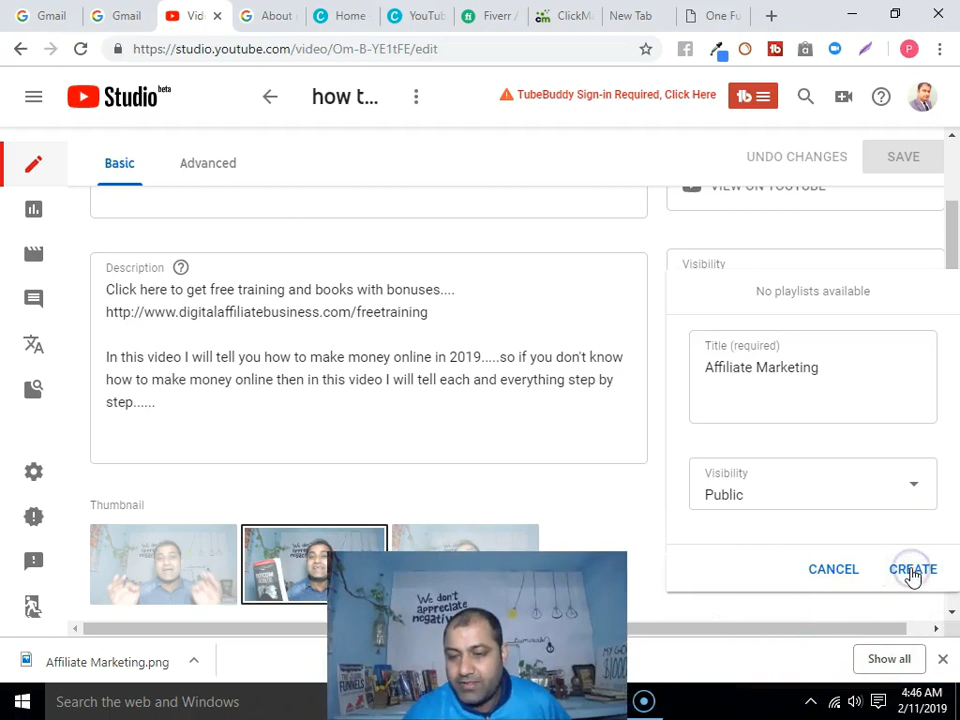 Gmail
Gmail
Vid
About
Home
YouTu
Fiverr /
ClickMa
New Tab
One Fu
https://studio.youtube.com/video/Om-B-YE1tFE/edit
P
Studio beta
how t...
TubeBuddy Sign-in Required, Click Here
tb
Basic
Advanced
UNDO CHANGES
SAVE
VIEW ON YOUTUBE
Description
Visibility
Click here to get free training and books with bonuses....
http://www.digitalaffiliatebusiness.com/freetraining
In this video I will tell you how to make money online in 2019.....so if you don't know
how to make money online then in this video I will tell each and everything step by
step......
No playlists available
Title (required)
Affiliate Marketing
Visibility
Public
CANCEL
CREATE
Thumbnail
We don't
appreciate
negativ
Affiliate Marketing.png
Show all
Search the web and Windows
4:46 AM
2/11/2019